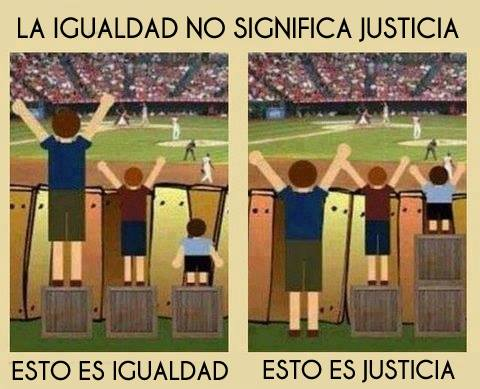 LA IGUALDAD NO SIGNIFICA JUSTICIA
ESTO ES IGUALDAD
ESTO ES JUSTICIA